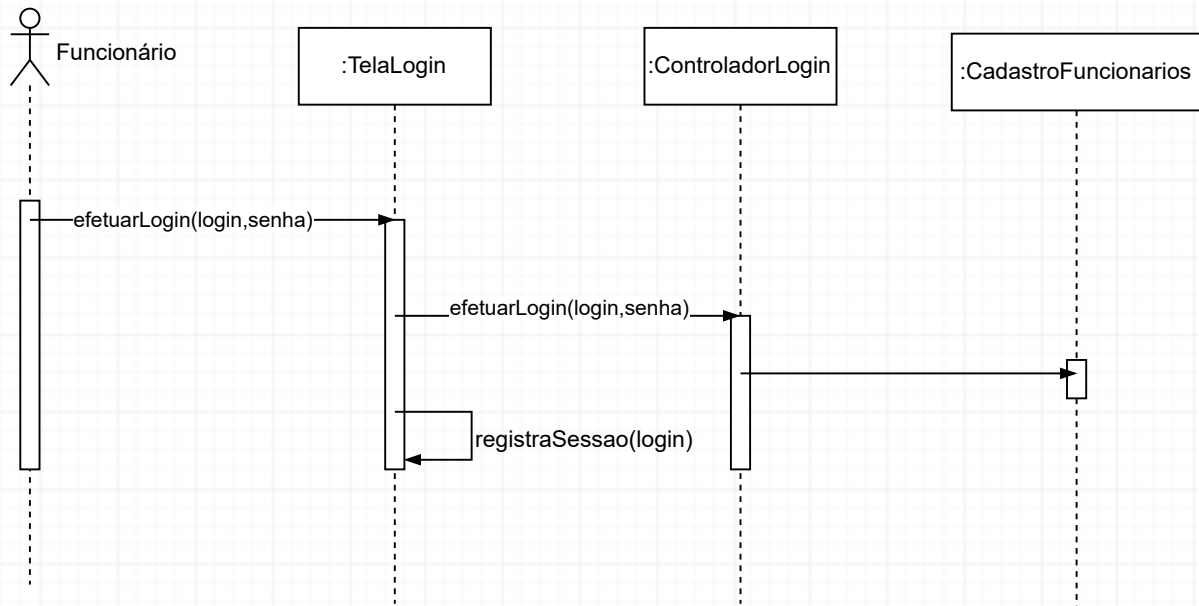 Funcionário
:TelaLogin
:ControladorLogin
:CadastroFuncionarios
efetuarLogin(login,senha)
efetuarLogin(login,senha)
registraSessao(login)